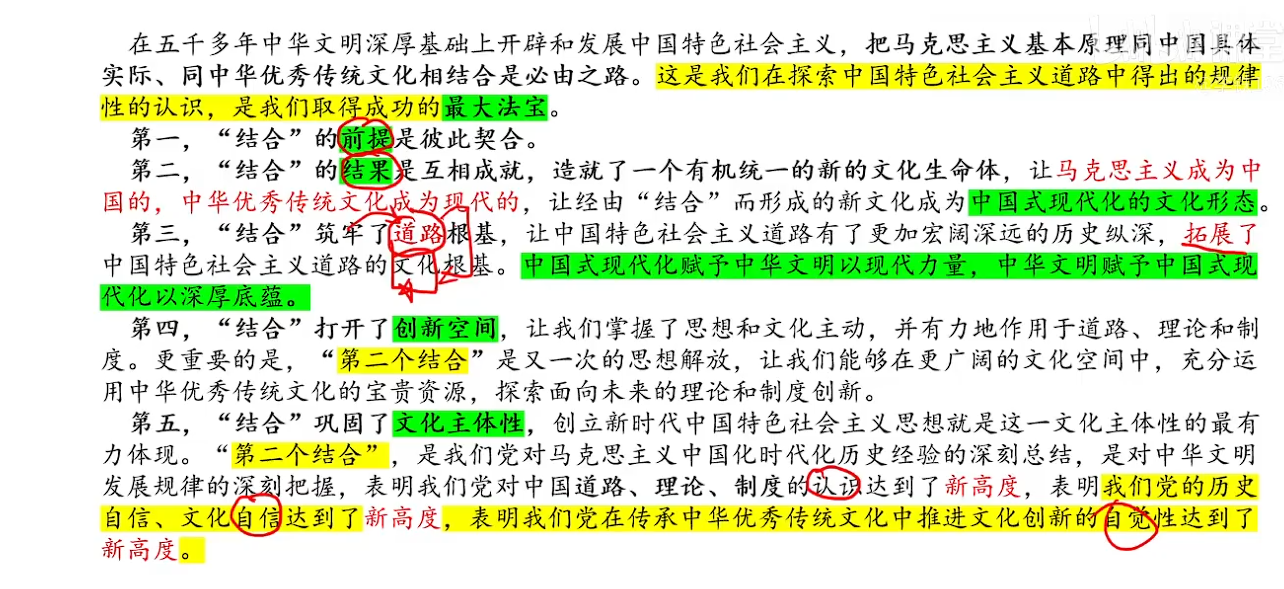 在五千多年中华文明深厚基础上开辟和发展中国特色社会主义，把马克思主义基本原理同中国具体
实际、同中华优秀传统文化相结合是必由之路。这是我们在探索中国特色社会主义道路中得出的规律
性的认识，是我们取得成功的最大法宝。
第一，“结合”的前提是彼此契合。
第二，“结合”的结果是互相成就，造就了一个有机统一的新的文化生命体，让马克思主义成为中
国的，中华优秀传统文化成为现代的，让经由“结合”而形成的新文化成为中国式现代化的文化形态。
第三，“结合”筑牢了道路根基，让中国特色社会主义道路有了更加宏阔深远的历史纵深，拓展了
中国特色社会主义道路的文化根基。中国式现代化赋予中华文明以现代力量，中华文明赋予中国式现
代化以深厚底蕴。
第四，“结合”打开了创新空间，让我们掌握了思想和文化主动，并有力地作用于道路、理论和制
度。更重要的是，“第二个结合”是又一次的思想解放，让我们能够在更广阔的文化空间中，充分运
用中华优秀传统文化的宝贵资源，探索面向未来的理论和制度创新。
第五，“结合”巩固了文化主体性，创立新时代中国特色社会主义思想就是这一文化主体性的最有
力体现。“第二个结合”，是我们党对马克思主义中国化时代化历史经验的深刻总结，是对中华文明
发展规律的深刻把握，表明我们党对中国道路、理论、制度的认识达到了新高度，表明我们党的历史
自信、文化自信达到了新高度，表明我们党在传承中华优秀传统文化中推进文化创新的自觉性达到了
新高度。